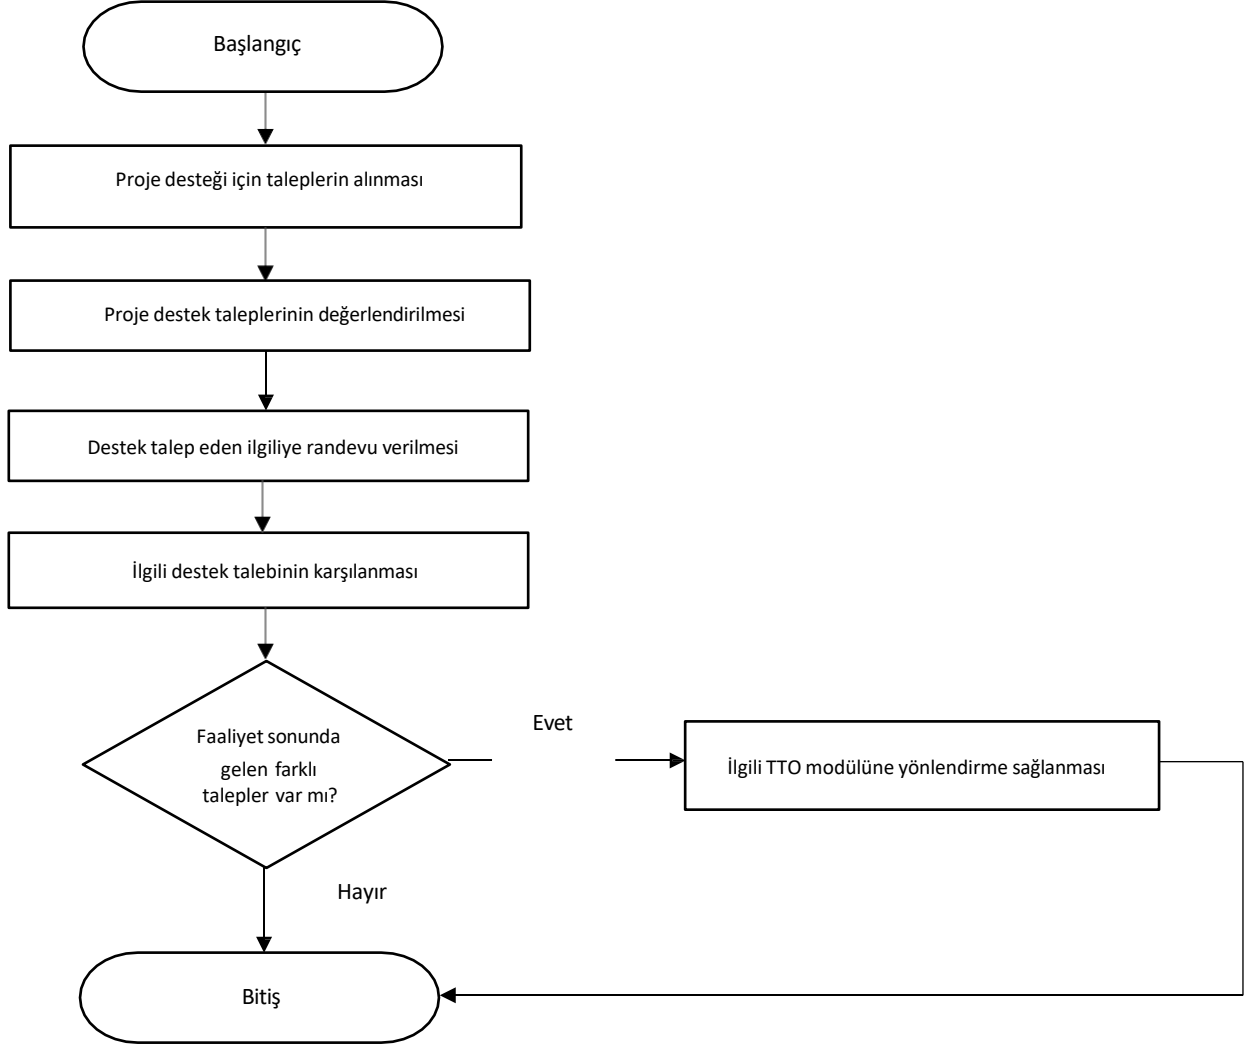 Başlangıç
Proje desteği için taleplerin alınması
Proje destek taleplerinin değerlendirilmesi
Destek talep eden ilgiliye randevu verilmesi
İlgili destek talebinin karşılanması
Faaliyet sonunda
gelen farklı
talepler var mı?
Evet
İlgili TTO modülüne yönlendirme sağlanması
Hayır
Bitiş